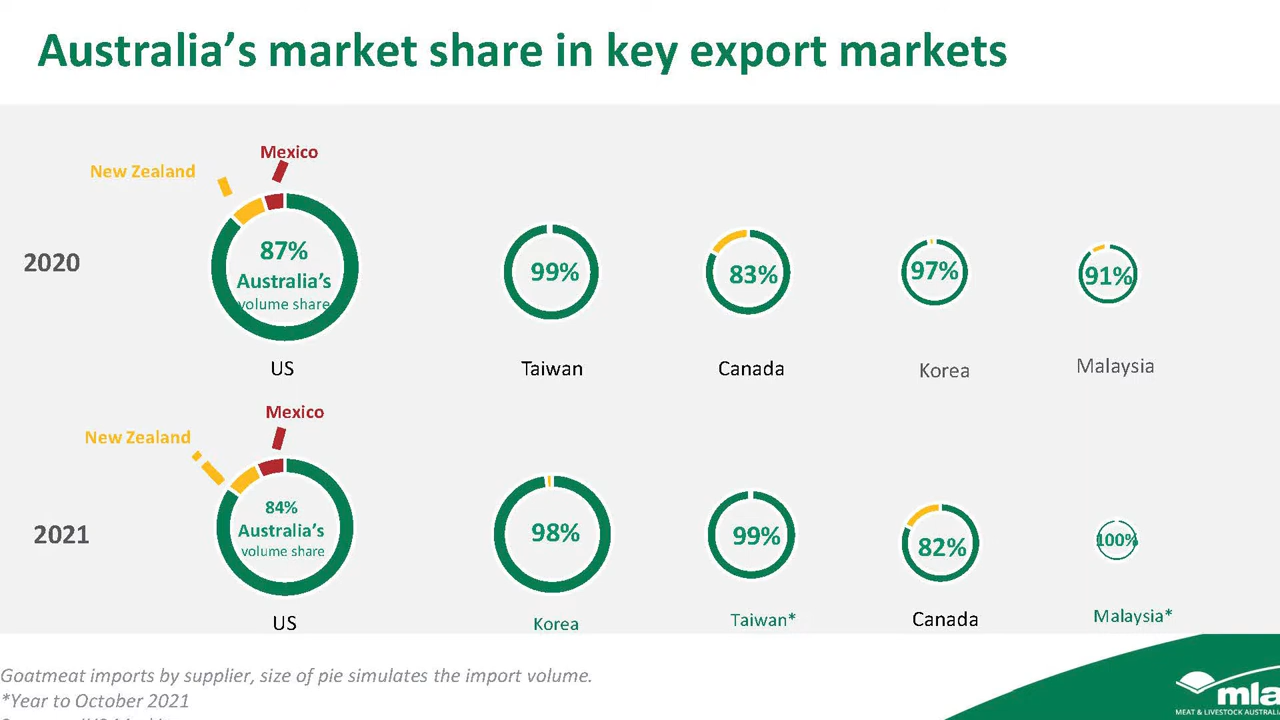 Australia's market share in key export markets
Mexico
New Zealand
2020
87%
Australia's
volume share
99%
83%
97%
91%
US
Taiwan
Canada
Korea
Malaysia
Mexico
New Zealand
2021
84%
Australia's
volume share
98%
99%
82%
100%
US
Korea
Taiwan*
Canada
Malaysia*
Goatmeat imports by supplier, size of pie simulates the import volume.
*Year to October 2021
mla
MEAT & LIVESTOCK AUSTRALI